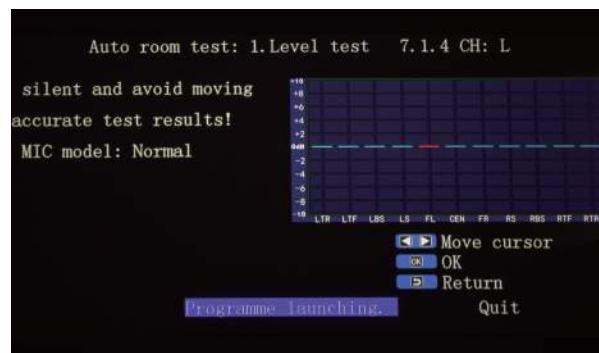 Auto room test: 1.Level test 7.1.4 CH: L
silent and avoid moving
accurate test results!
MIC model: Normal
+10
+8
+6
+4
+2
0dB
-2
-4
-6
-8
-10
LTR LTF LBS LS FL CEN FR RS RBS RTF RTR
Move cursor
OK OK
Return
Programme launching. Quit